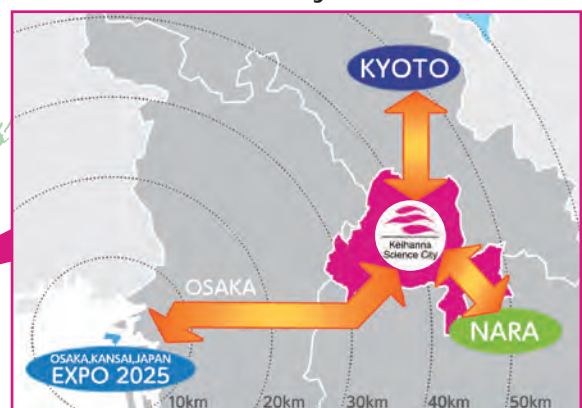 KYOTO
Keihanna
Science City
OSAKA
NARA
OSAKA,KANSAI,JAPAN
EXPO 2025
10km
20km
30km
40km
50km